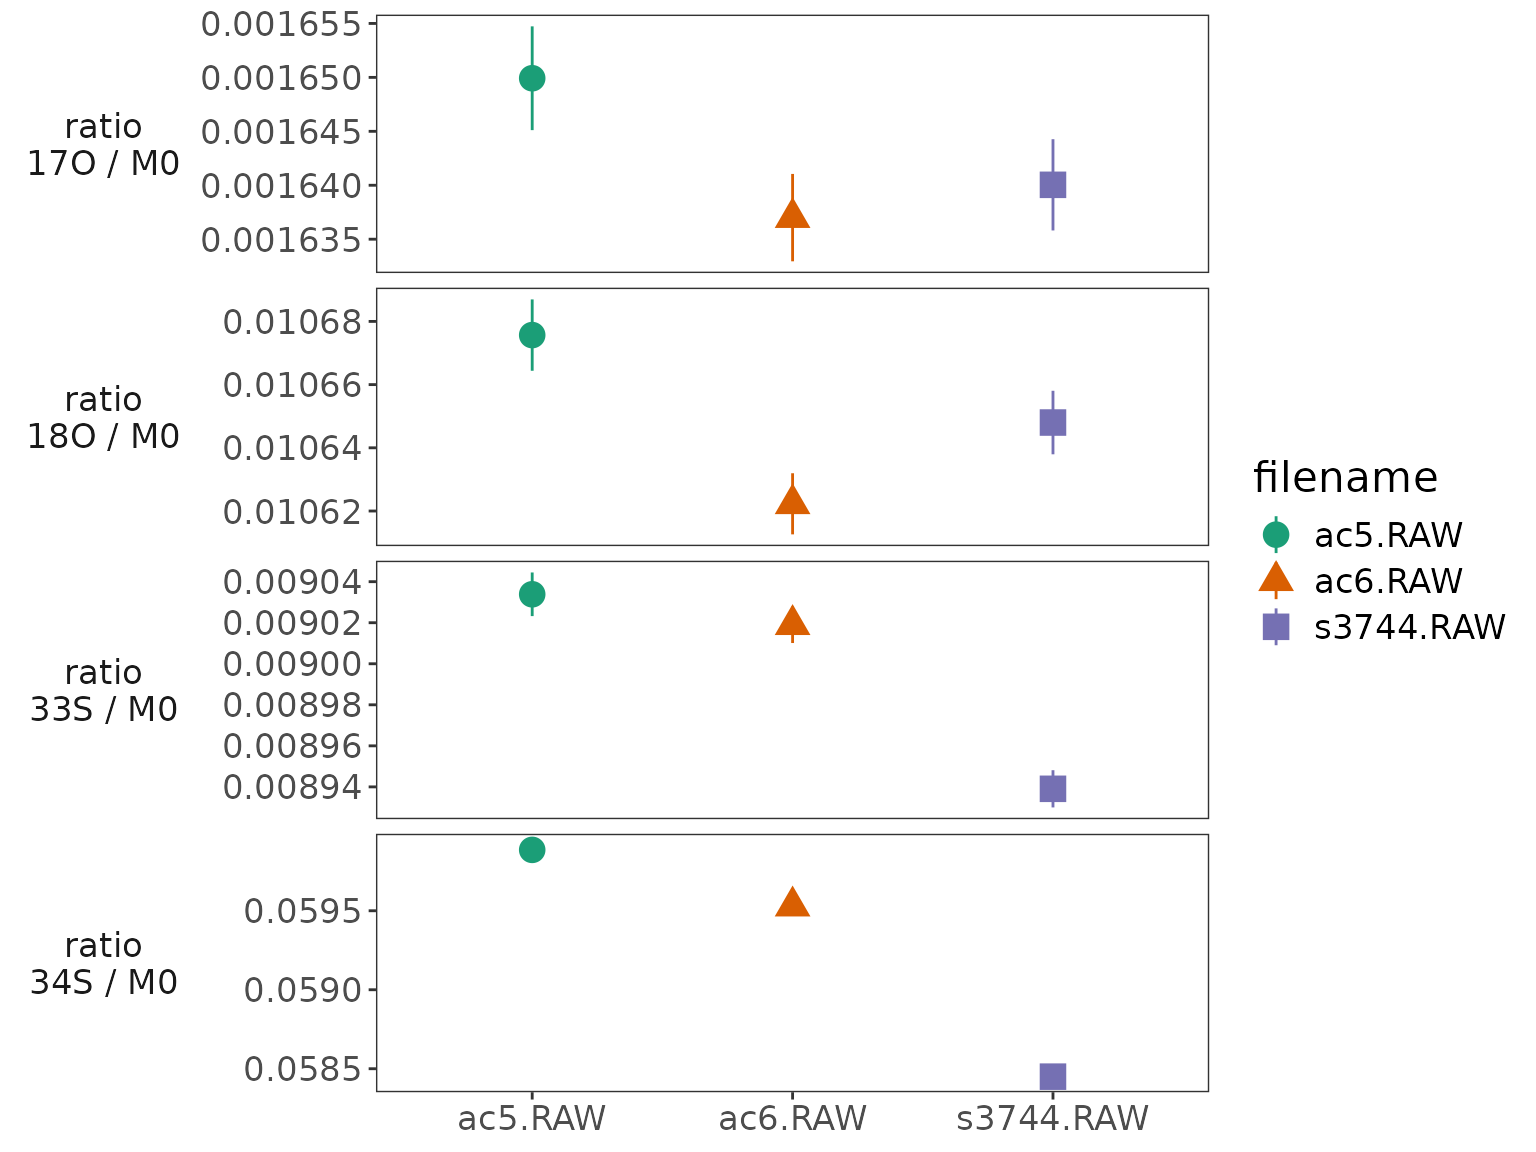 ratio
17O / M0
0.001655
0.001650
0.001645
0.001640
0.001635
ratio
18O / M0
0.01068
0.01066
0.01064
0.01062
ratio
33S / M0
0.00904
0.00902
0.00900
0.00898
0.00896
0.00894
ratio
34S / M0
0.0595
0.0590
0.0585
ac5.RAW
ac6.RAW
s3744.RAW
filename
ac5.RAW
ac6.RAW
s3744.RAW